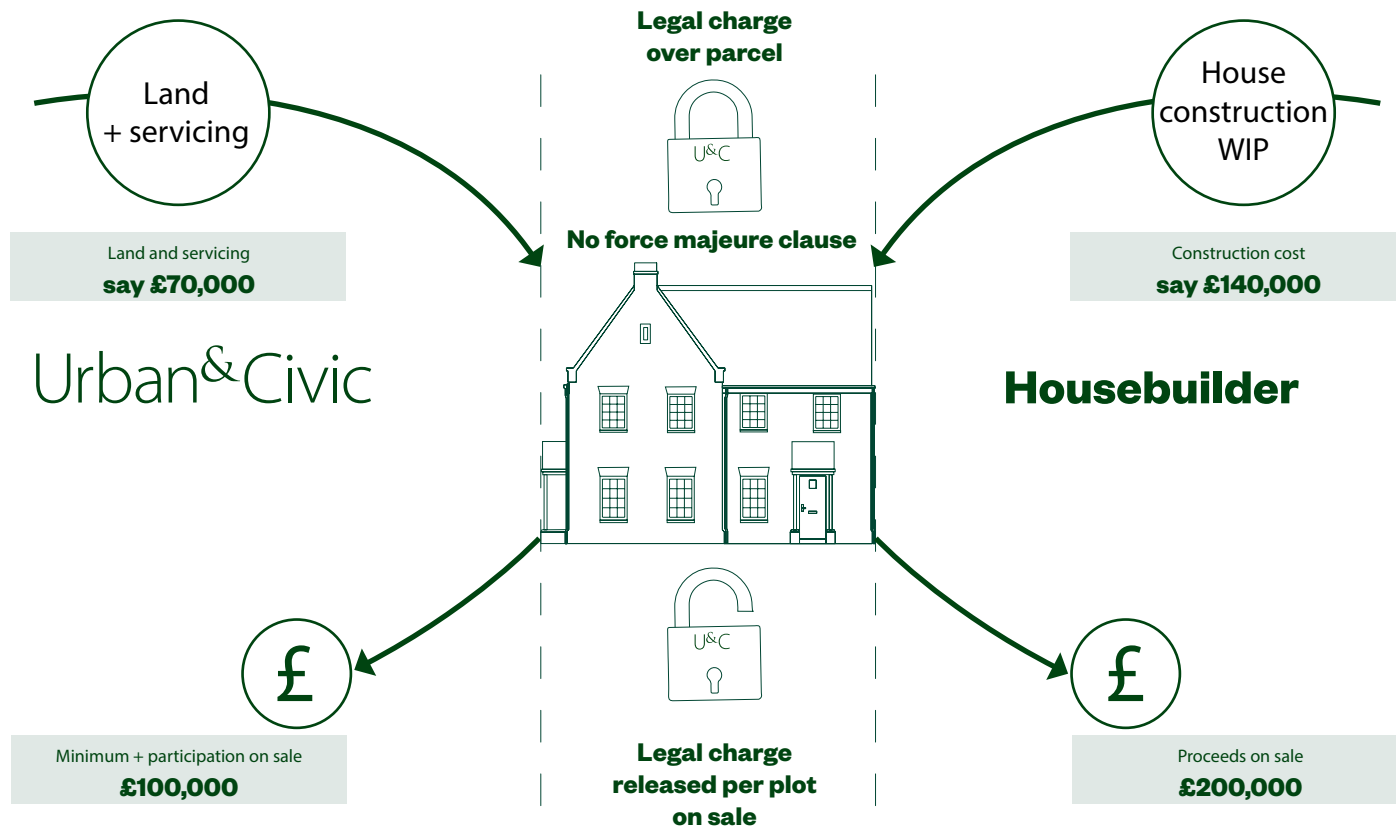 Legal charge
over parcel
Land
+ servicing
House
construction
WIP
U&C
No force majeure clause
Land and servicing
say £70,000
Construction cost
say £140,000
Urban&Civic
Housebuilder
U&C
£
£
Minimum + participation on sale
£100,000
Legal charge
released per plot
on sale
Proceeds on sale
£200,000